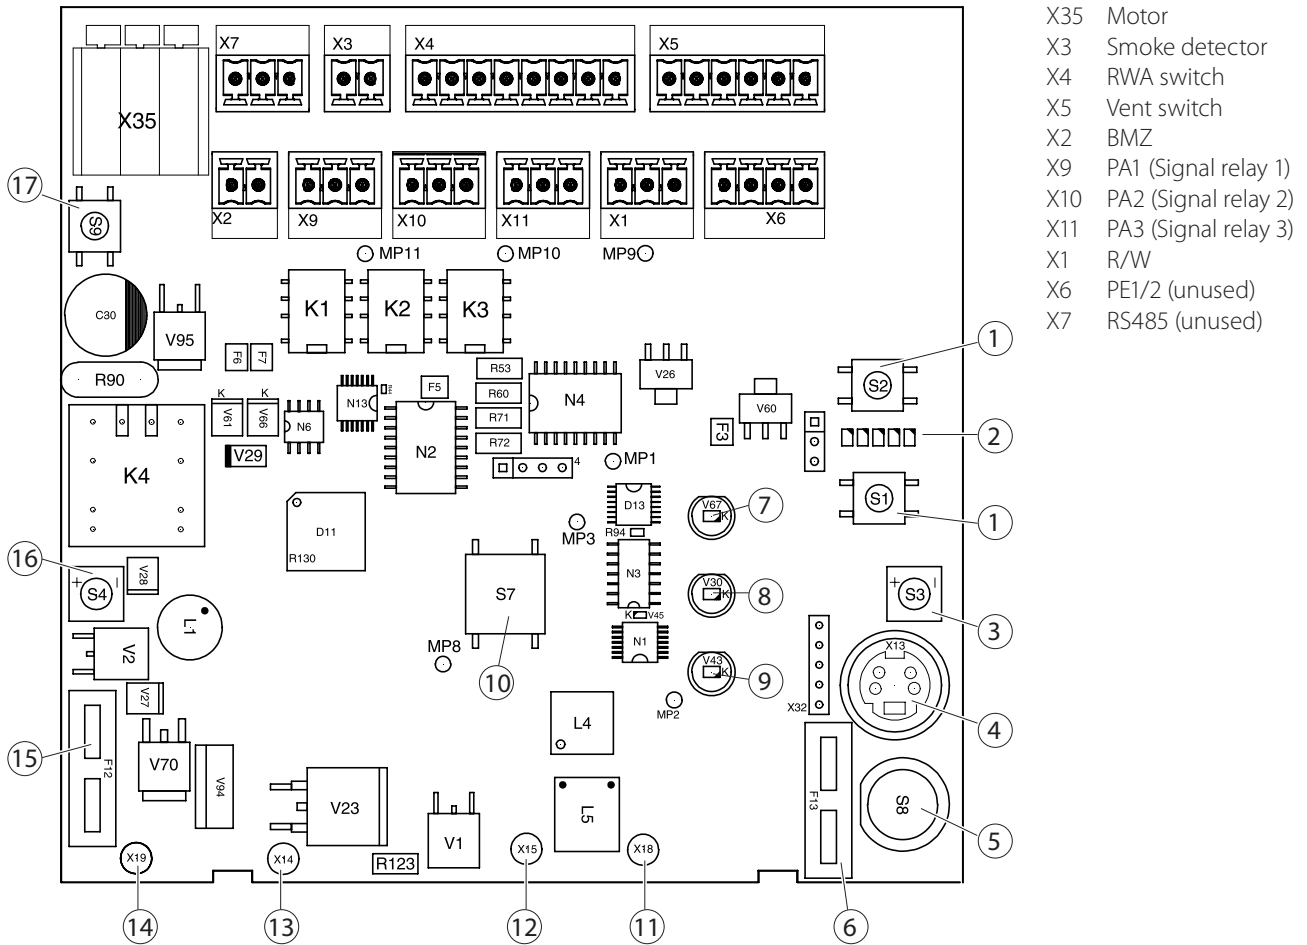 X35 Motor
X3 Smoke detector
X4 RWA switch
X5 Vent switch
X2 BMZ
X9 PA1 (Signal relay 1)
X10 PA2 (Signal relay 2)
X11 PA3 (Signal relay 3)
X1 R/W
X6 PE1/2 (unused)
X7 RS485 (unused)
X7 X3 X4 X5
X35
X2 X9 X10 X11 X1 X6
17
S9
MP11 MP10 MP9
C30
V95
K1 K2 K3
1
F6 F7
R90
R53
V26
S2
R60
F5
N13
N4
V60
K K
V61 V66
N6
R71
F3
2
R72
V29
N2
4
MP1
K4
S1
1
D13
V67
K
7
D11
R130
MP3
R94
16
V28
+ S4 -
S7
N3
V30
K
8
+ S3 -
3
L1
K V45
N1
V2
MP8
10
V43
K
9
X13
V27
MP2
X32
4
15
F12
V70
V94
L4
F13
V23
V1
L5
S8
5
X19
X14
R123
X15
X18
14 13 12 11 6